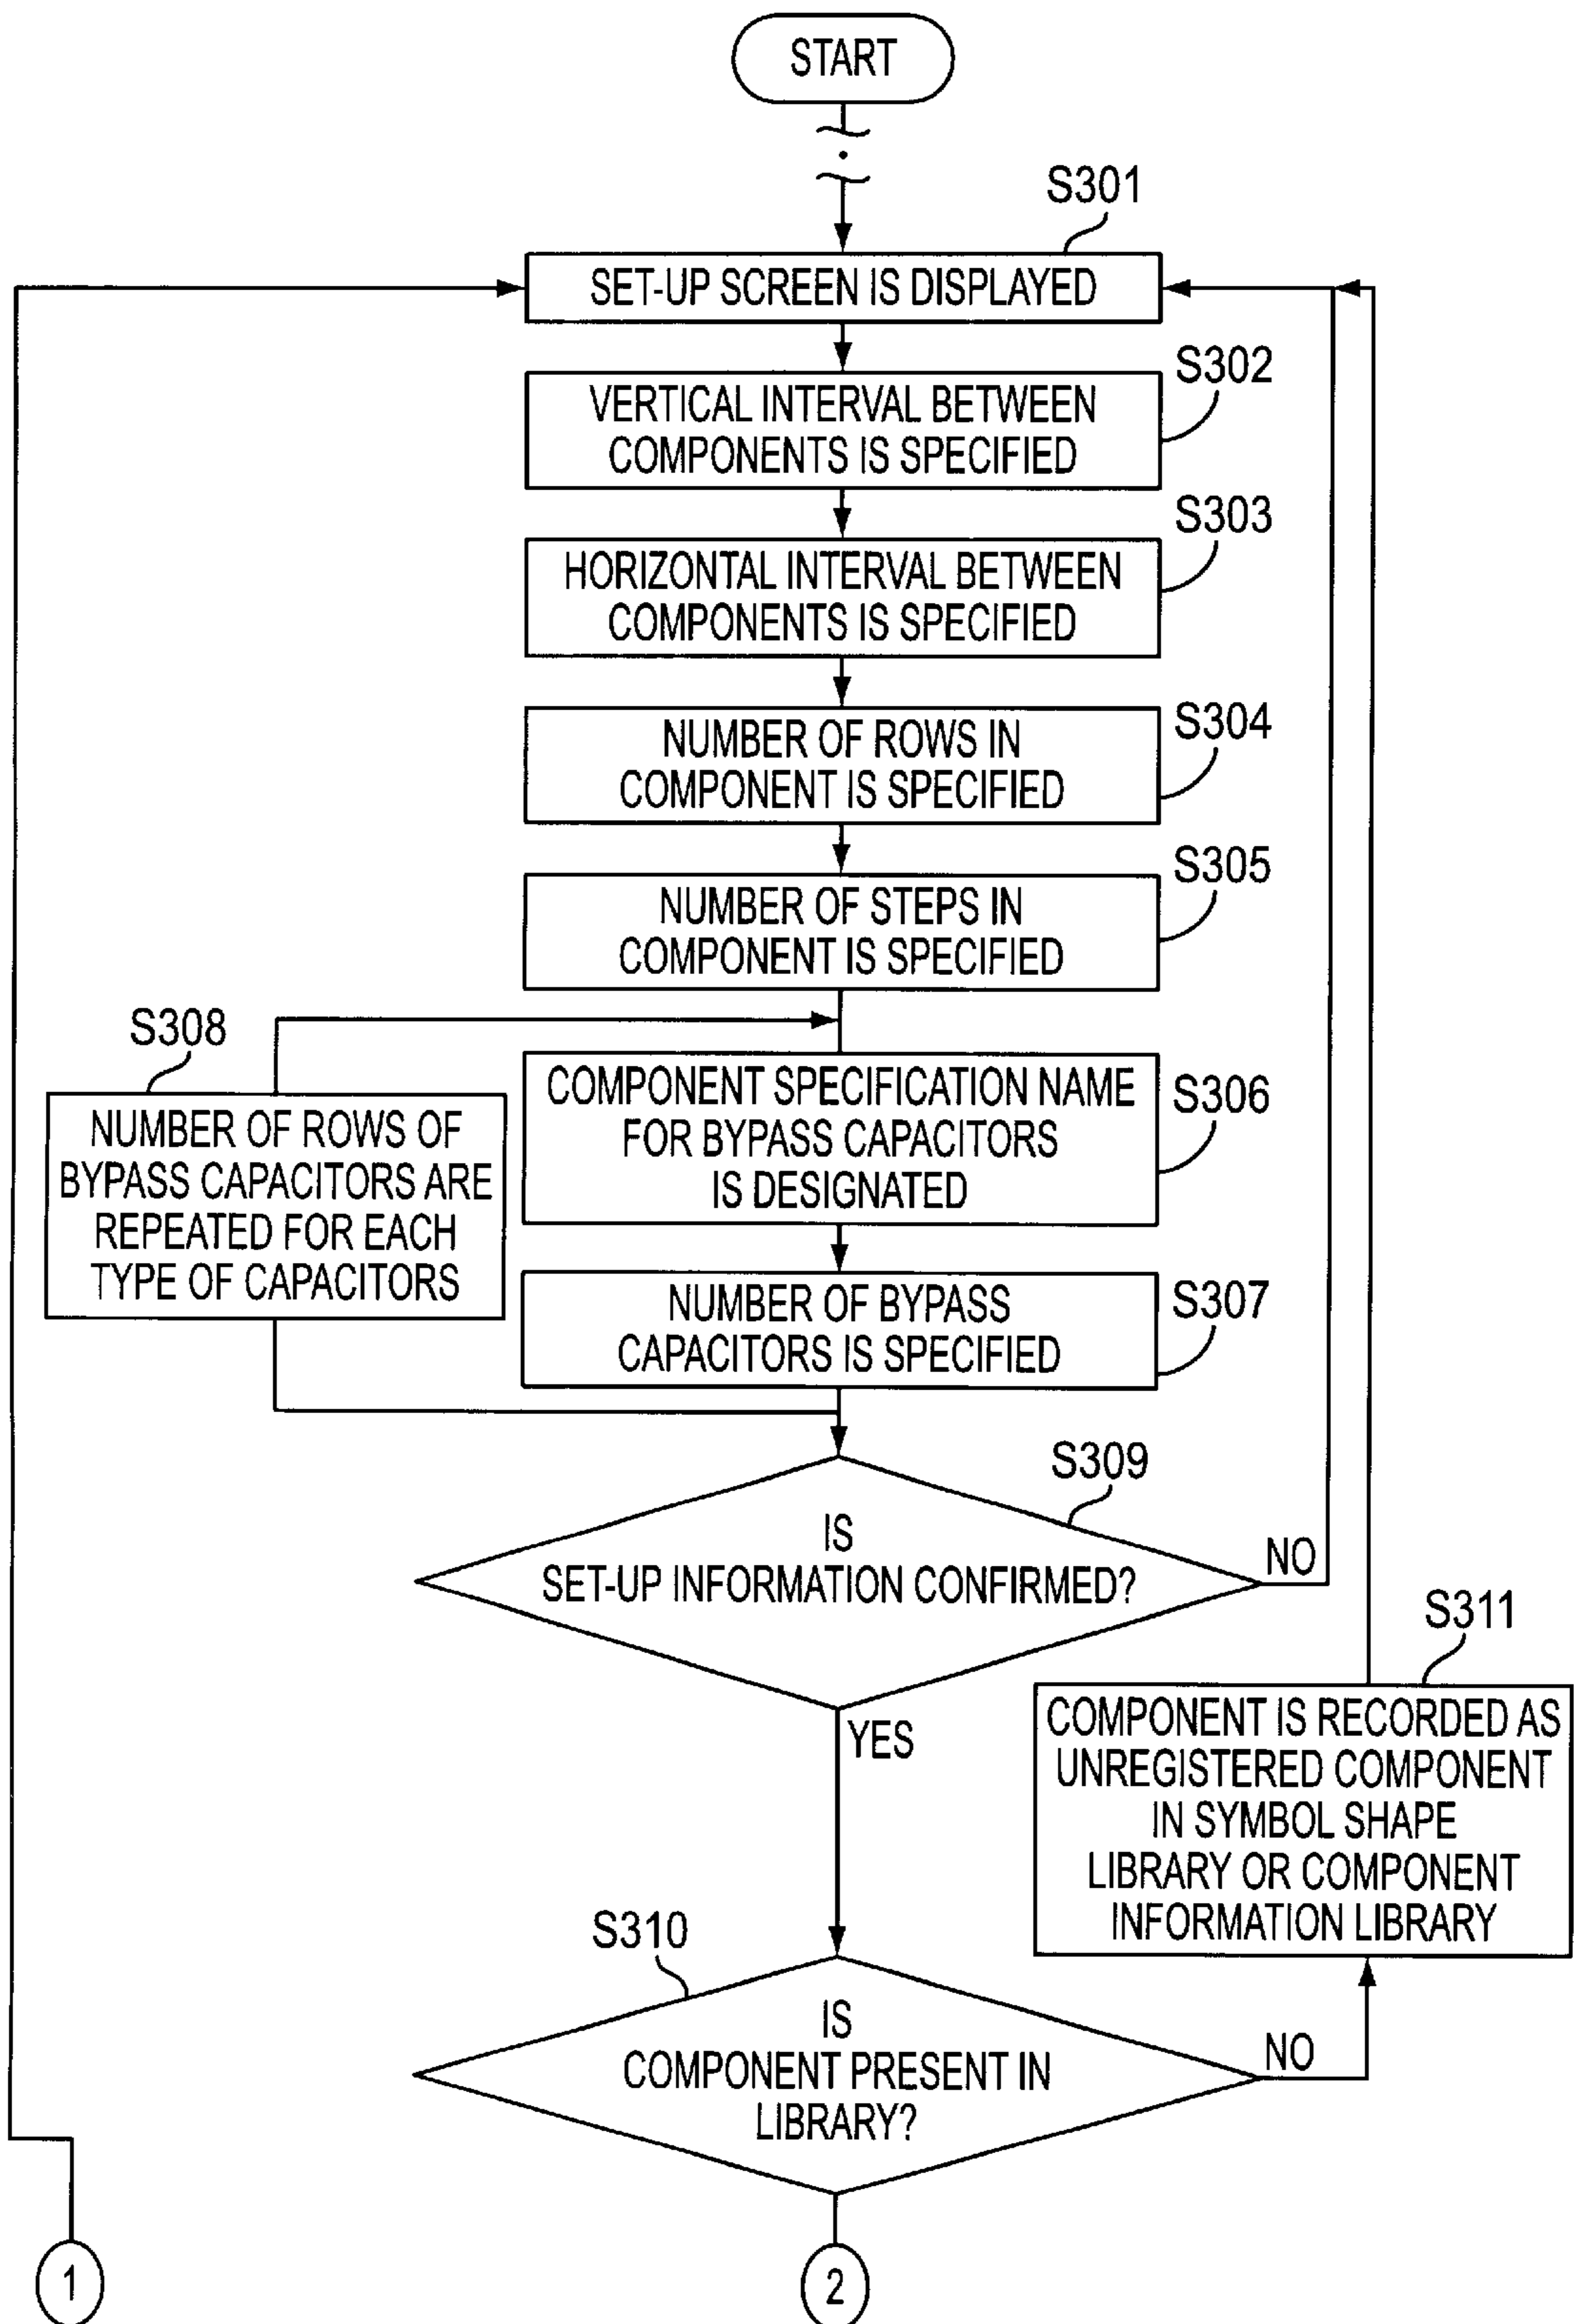 START
S301
SET-UP SCREEN IS DISPLAYED
S302
VERTICAL INTERVAL BETWEEN
COMPONENTS IS SPECIFIED
S303
HORIZONTAL INTERVAL BETWEEN
COMPONENTS IS SPECIFIED
S304
NUMBER OF ROWS IN
COMPONENT IS SPECIFIED
S305
NUMBER OF STEPS IN
COMPONENT IS SPECIFIED
S308
NUMBER OF ROWS OF
BYPASS CAPACITORS ARE
REPEATED FOR EACH
TYPE OF CAPACITORS
S306
COMPONENT SPECIFICATION NAME
FOR BYPASS CAPACITORS
IS DESIGNATED
S307
NUMBER OF BYPASS
CAPACITORS IS SPECIFIED
S309
IS
SET-UP INFORMATION CONFIRMED?
NO
YES
S311
COMPONENT IS RECORDED AS
UNREGISTERED COMPONENT
IN SYMBOL SHAPE
LIBRARY OR COMPONENT
INFORMATION LIBRARY
S310
IS
COMPONENT PRESENT IN
LIBRARY?
NO
1
2